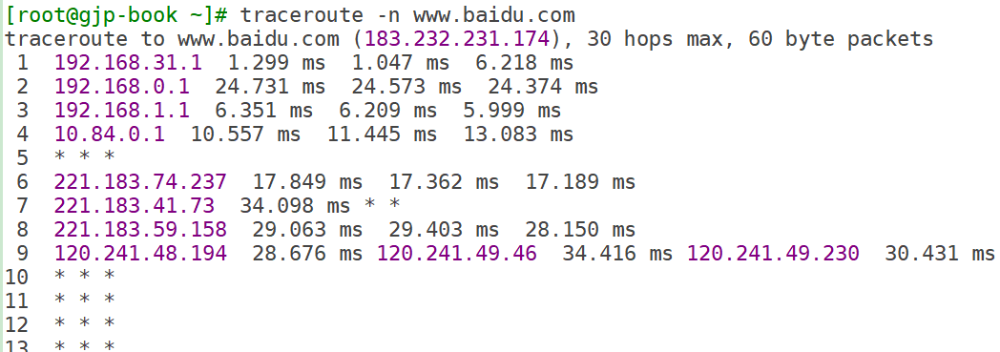 [root@gjp-book ~]# traceroute -n www.baidu.com
traceroute to www.baidu.com (183.232.231.174), 30 hops max, 60 byte packets
 1  192.168.31.1  1.299 ms  1.047 ms  6.218 ms
 2  192.168.0.1  24.731 ms  24.573 ms  24.374 ms
 3  192.168.1.1  6.351 ms  6.209 ms  5.999 ms
 4  10.84.0.1  10.557 ms  11.445 ms  13.083 ms
 5  * * *
 6  221.183.74.237  17.849 ms  17.362 ms  17.189 ms
 7  221.183.41.73  34.098 ms * *
 8  221.183.59.158  29.063 ms  29.403 ms  28.150 ms
 9  120.241.48.194  28.676 ms 120.241.49.46  34.416 ms 120.241.49.230  30.431 ms
10  * * *
11  * * *
12  * * *
13  * * *